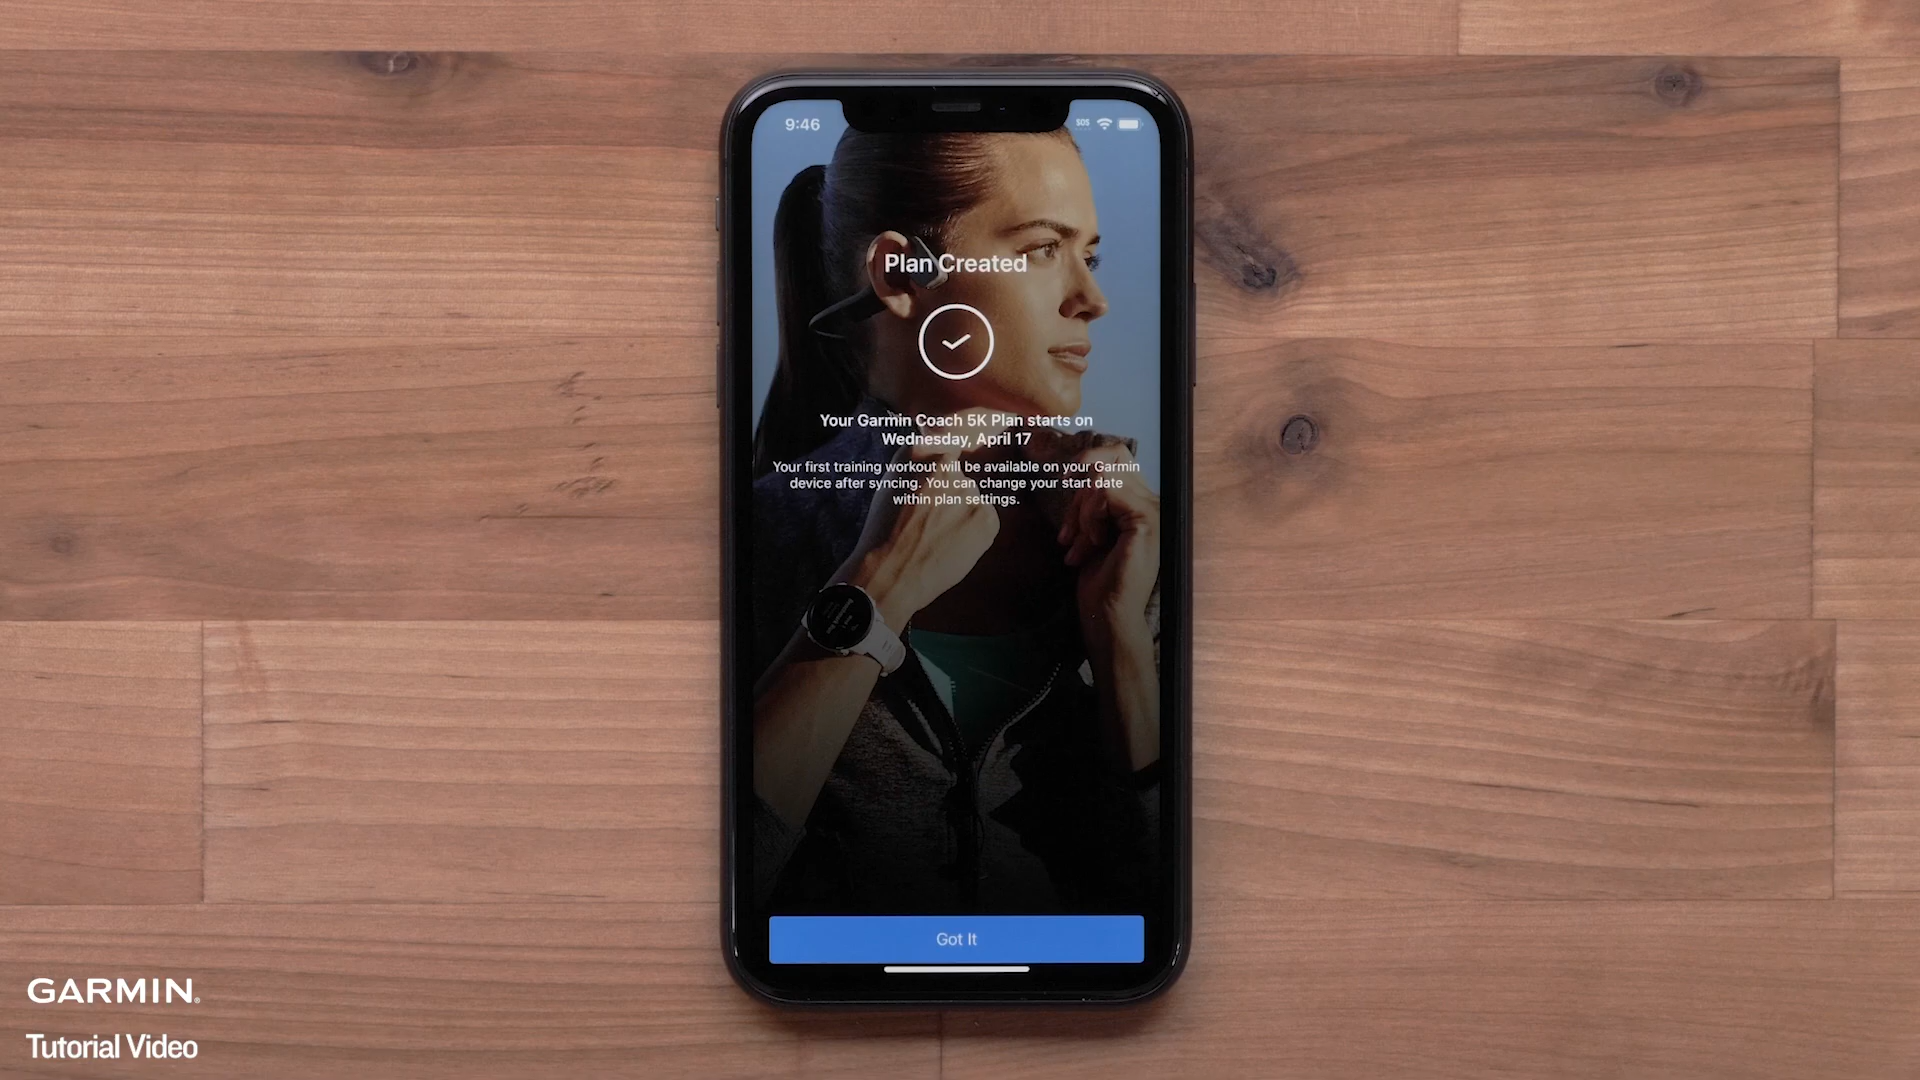 9:46
SOS
Plan Created
Your Garmin Coach 5K Plan starts on
Wednesday, April 17
Your first training workout will be available on your Garmin
device after syncing. You can change your start date
within plan settings.
Got It
GARMIN®
Tutorial Video